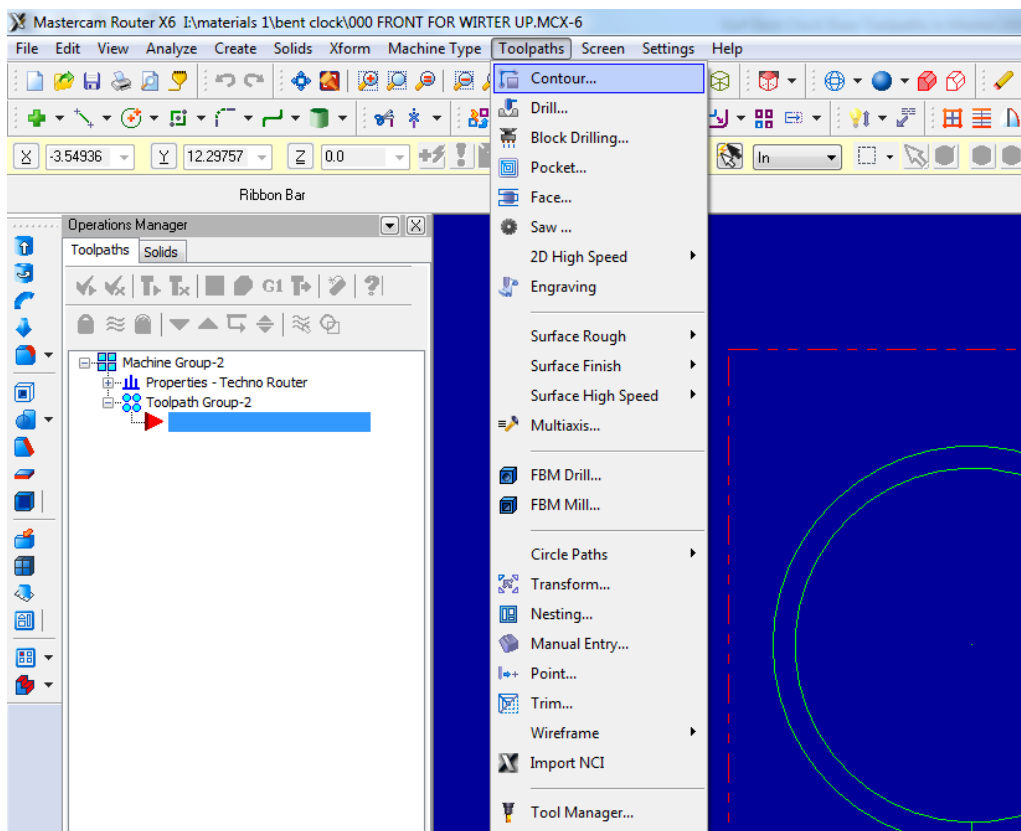 Mastercam Router X6 I:\materials 1\bent clock\000 FRONT FOR WIRTER UP.MCX-6
File Edit View Analyze Create Solids Xform Machine Type Toolpaths Screen Settings Help
X -3.54936 Y 12.29757 Z 0.0 In
Ribbon Bar
Operations Manager
Toolpaths Solids
G1
Machine Group-2
Properties - Techno Router
Toolpath Group-2
Contour...
Drill...
Block Drilling...
Pocket...
Face...
Saw ...
2D High Speed
Engraving
Surface Rough
Surface Finish
Surface High Speed
Multiaxis...
FBM Drill...
FBM Mill...
Circle Paths
Transform...
Nesting...
Manual Entry...
Point...
Trim...
Wireframe
Import NCI
Tool Manager...